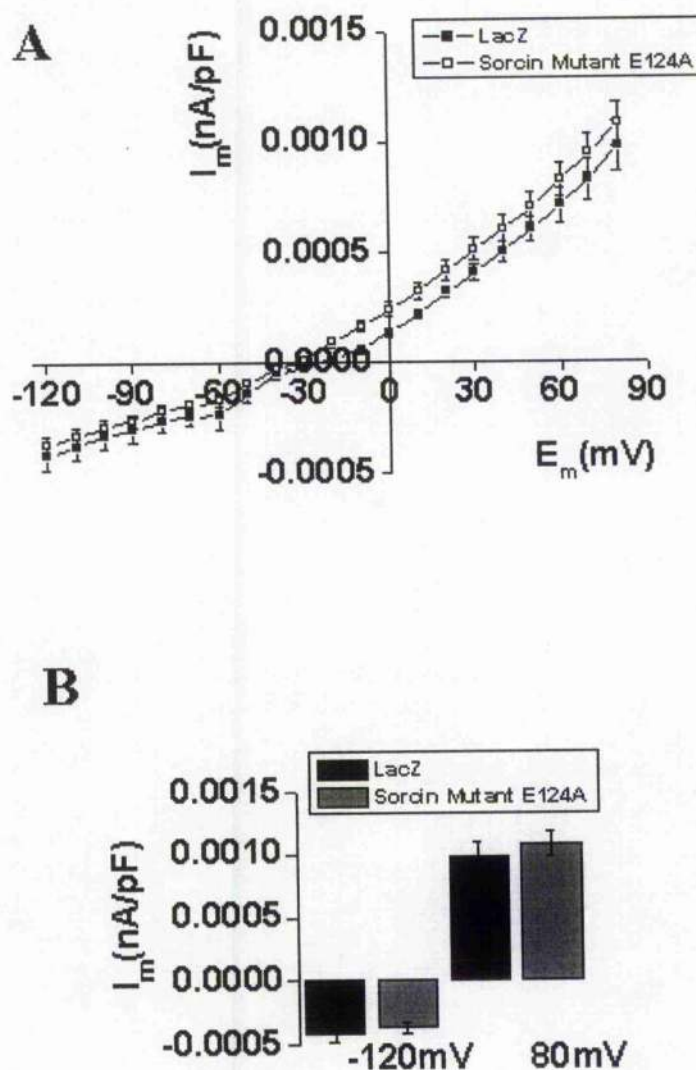 A
LacZ
Sorcin Mutant E124A
I_m(nA/pF)
0.0015
0.0010
0.0005
0.0000
-0.0005
-120 -90 -60 -30 0 30 60 90
E_m(mV)
B
LacZ
Sorcin Mutant E124A
I_m(nA/pF)
0.0015
0.0010
0.0005
0.0000
-0.0005
-120mV 80mV